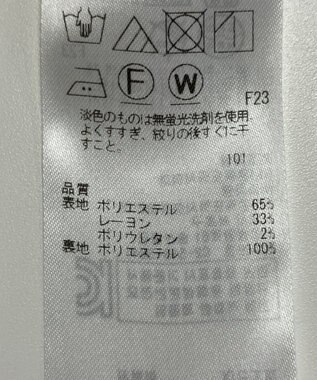 F W
F23
淡色のものは無蛍光洗剤を使用。
よくすすぎ、絞りの後すぐに干
すこと。
101
品質
表地 ポリエステル 65%
レーヨン 33%
ポリウレタン 2%
裏地 ポリエステル 100%